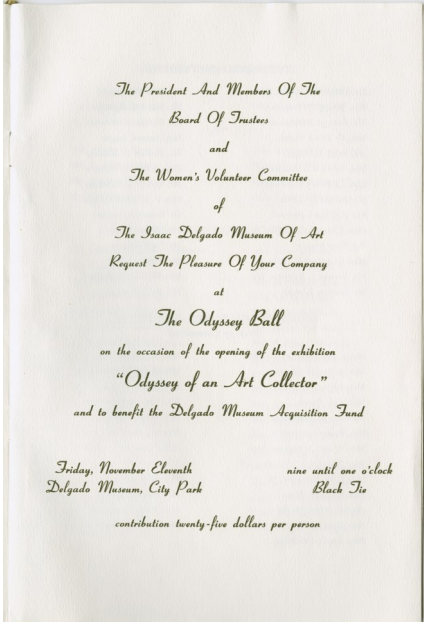 The President And Members Of The
Board Of Trustees
and
The Women's Volunteer Committee
of
The Isaac Delgado Museum Of Art
Request The Pleasure Of Your Company
at
The Odyssey Ball
on the occasion of the opening of the exhibition
"Odyssey of an Art Collector"
and to benefit the Delgado Museum Acquisition Fund
Friday, November Eleventh
Delgado Museum, City Park
nine until one o'clock
Black Tie
contribution twenty-five dollars per person